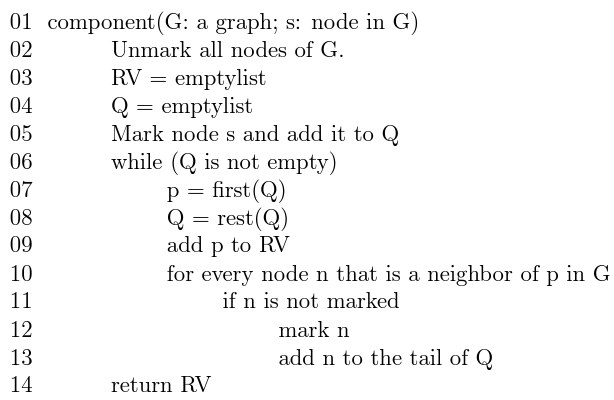 01 component(G: a graph; s: node in G)
02 Unmark all nodes of G.
03 RV = emptylist
04 Q = emptylist
05 Mark node s and add it to Q
06 while (Q is not empty)
07 p = first(Q)
08 Q = rest(Q)
09 add p to RV
10 for every node n that is a neighbor of p in G
11 if n is not marked
12 mark n
13 add n to the tail of Q
14 return RV